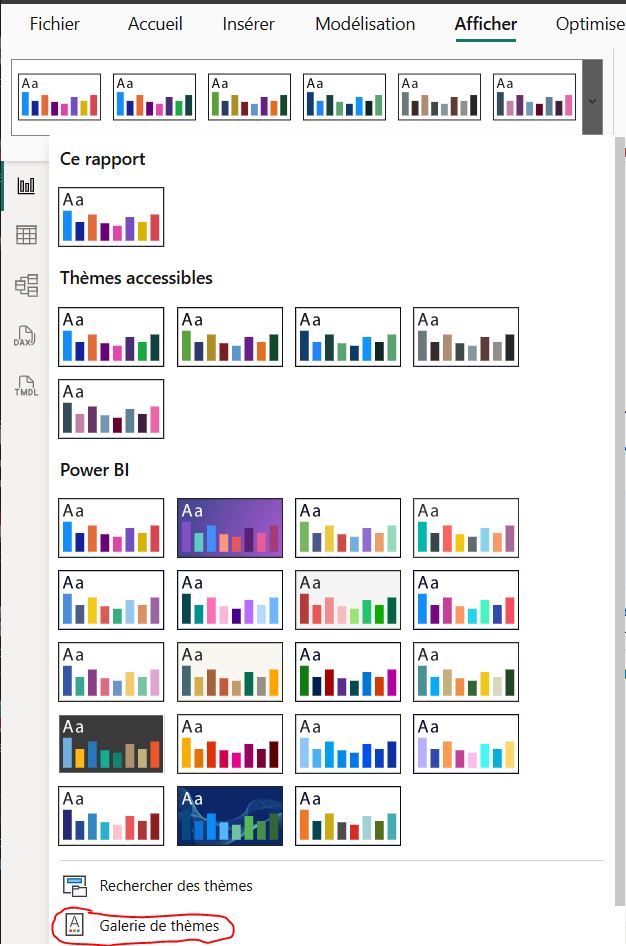 Fichier Accueil Insérer Modélisation Afficher Optimise
Aa Aa Aa Aa Aa Aa
Ce rapport
Aa
Thèmes accessibles
Aa Aa Aa Aa
DAX
Aa
TMDL
Power BI
Aa Aa Aa Aa
Aa Aa Aa Aa
Aa Aa Aa Aa
Aa Aa Aa Aa
Aa Aa Aa
Rechercher des thèmes
A Galerie de thèmes